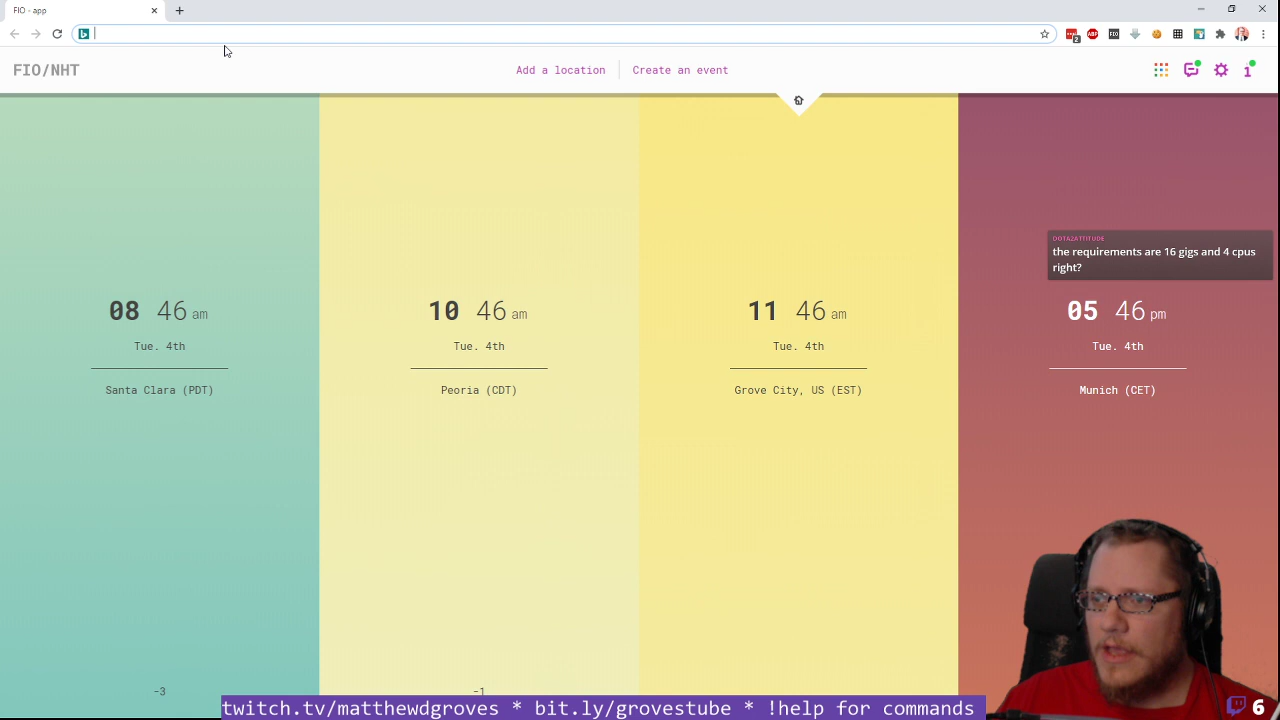 FIO - app
FIO/NHT
Add a location
Create an event
DOTA2ATTITUDE
the requirements are 16 gigs and 4 cpus
right?
08 46 am
Tue. 4th
Santa Clara (PDT)
-3
10 46 am
Tue. 4th
Peoria (CDT)
-1
11 46 am
Tue. 4th
Grove City, US (EST)
05 46 pm
Tue. 4th
Munich (CET)
twitch.tv/matthewdgroves * bit.ly/grovestube * !help for commands
6